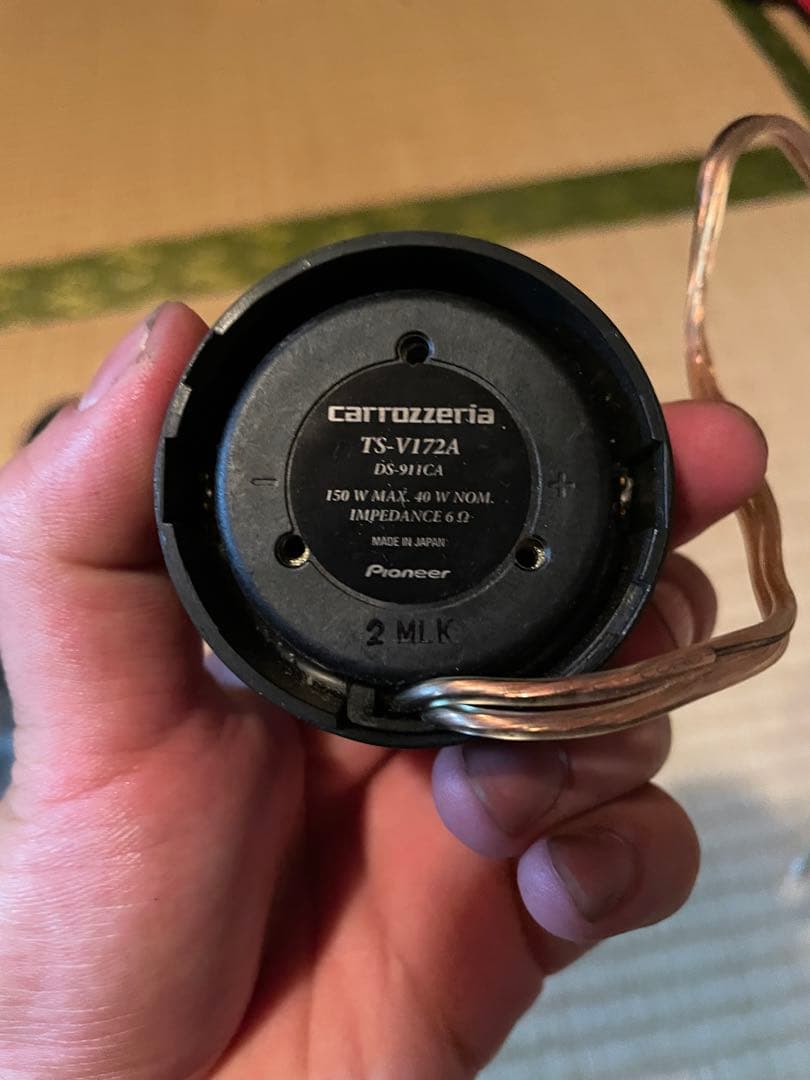 carrozzeria
TS-V172A
DS-911CA
− +
150 W MAX. 40 W NOM.
IMPEDANCE 6 Ω
MADE IN JAPAN
Pioneer
2 MLK